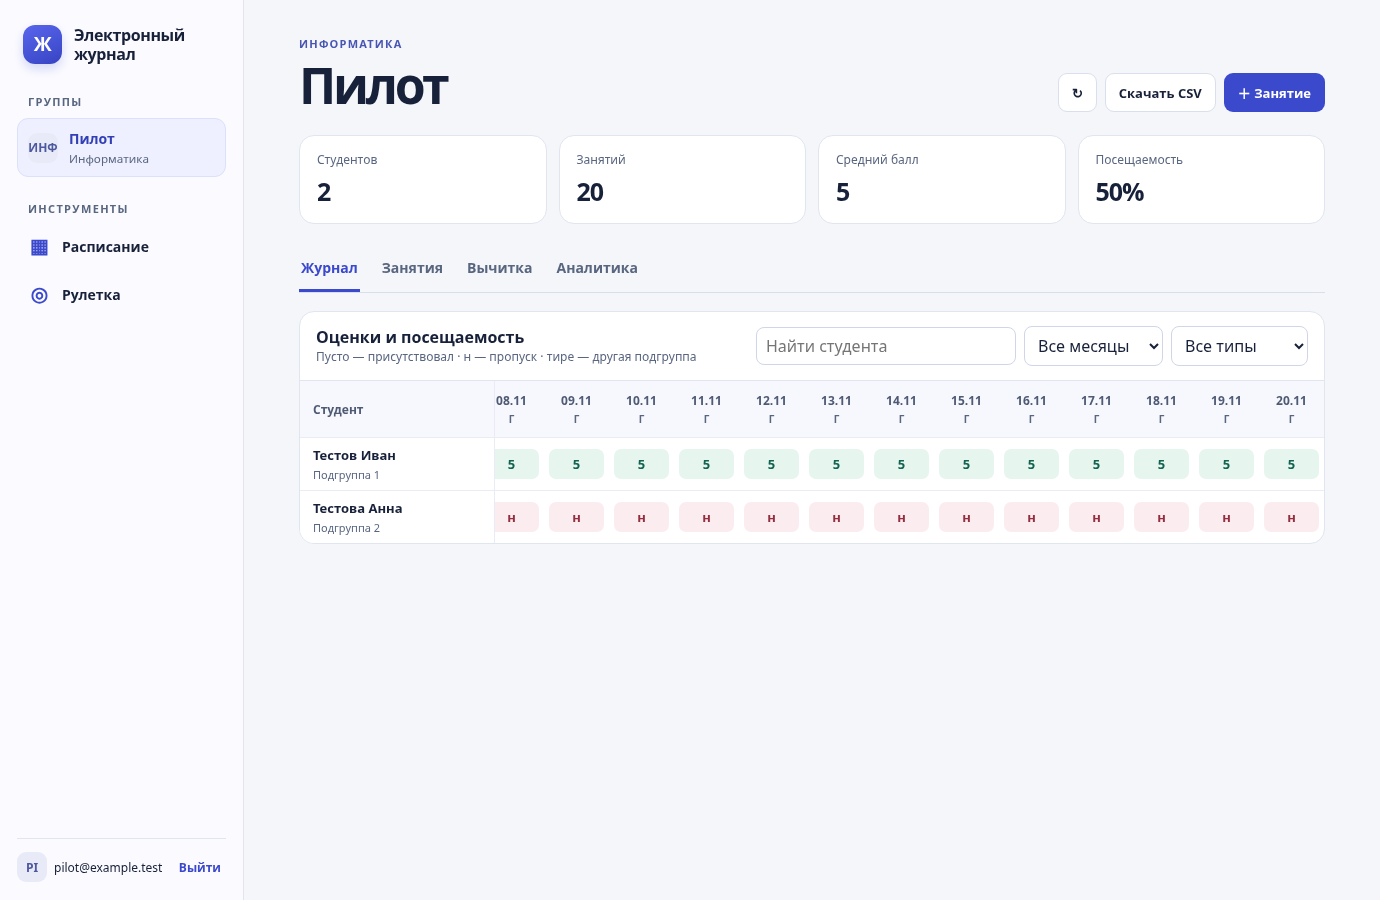 Ж
Электронный
журнал
ГРУППЫ
ИНФ
Пилот
Информатика
ИНСТРУМЕНТЫ
Расписание
Рулетка
PI pilot@example.test Выйти
ИНФОРМАТИКА
Пилот
↻ Скачать CSV + Занятие
Студентов
2
Занятий
20
Средний балл
5
Посещаемость
50%
Журнал Занятия Вычитка Аналитика
Оценки и посещаемость
Пусто — присутствовал · н — пропуск · тире — другая подгруппа
Найти студента Все месяцы Все типы
Студент
08.11 09.11 10.11 11.11 12.11 13.11 14.11 15.11 16.11 17.11 18.11 19.11 20.11
Г Г Г Г Г Г Г Г Г Г Г Г Г
Тестов Иван
Подгруппа 1
5 5 5 5 5 5 5 5 5 5 5 5 5
Тестова Анна
Подгруппа 2
н н н н н н н н н н н н н